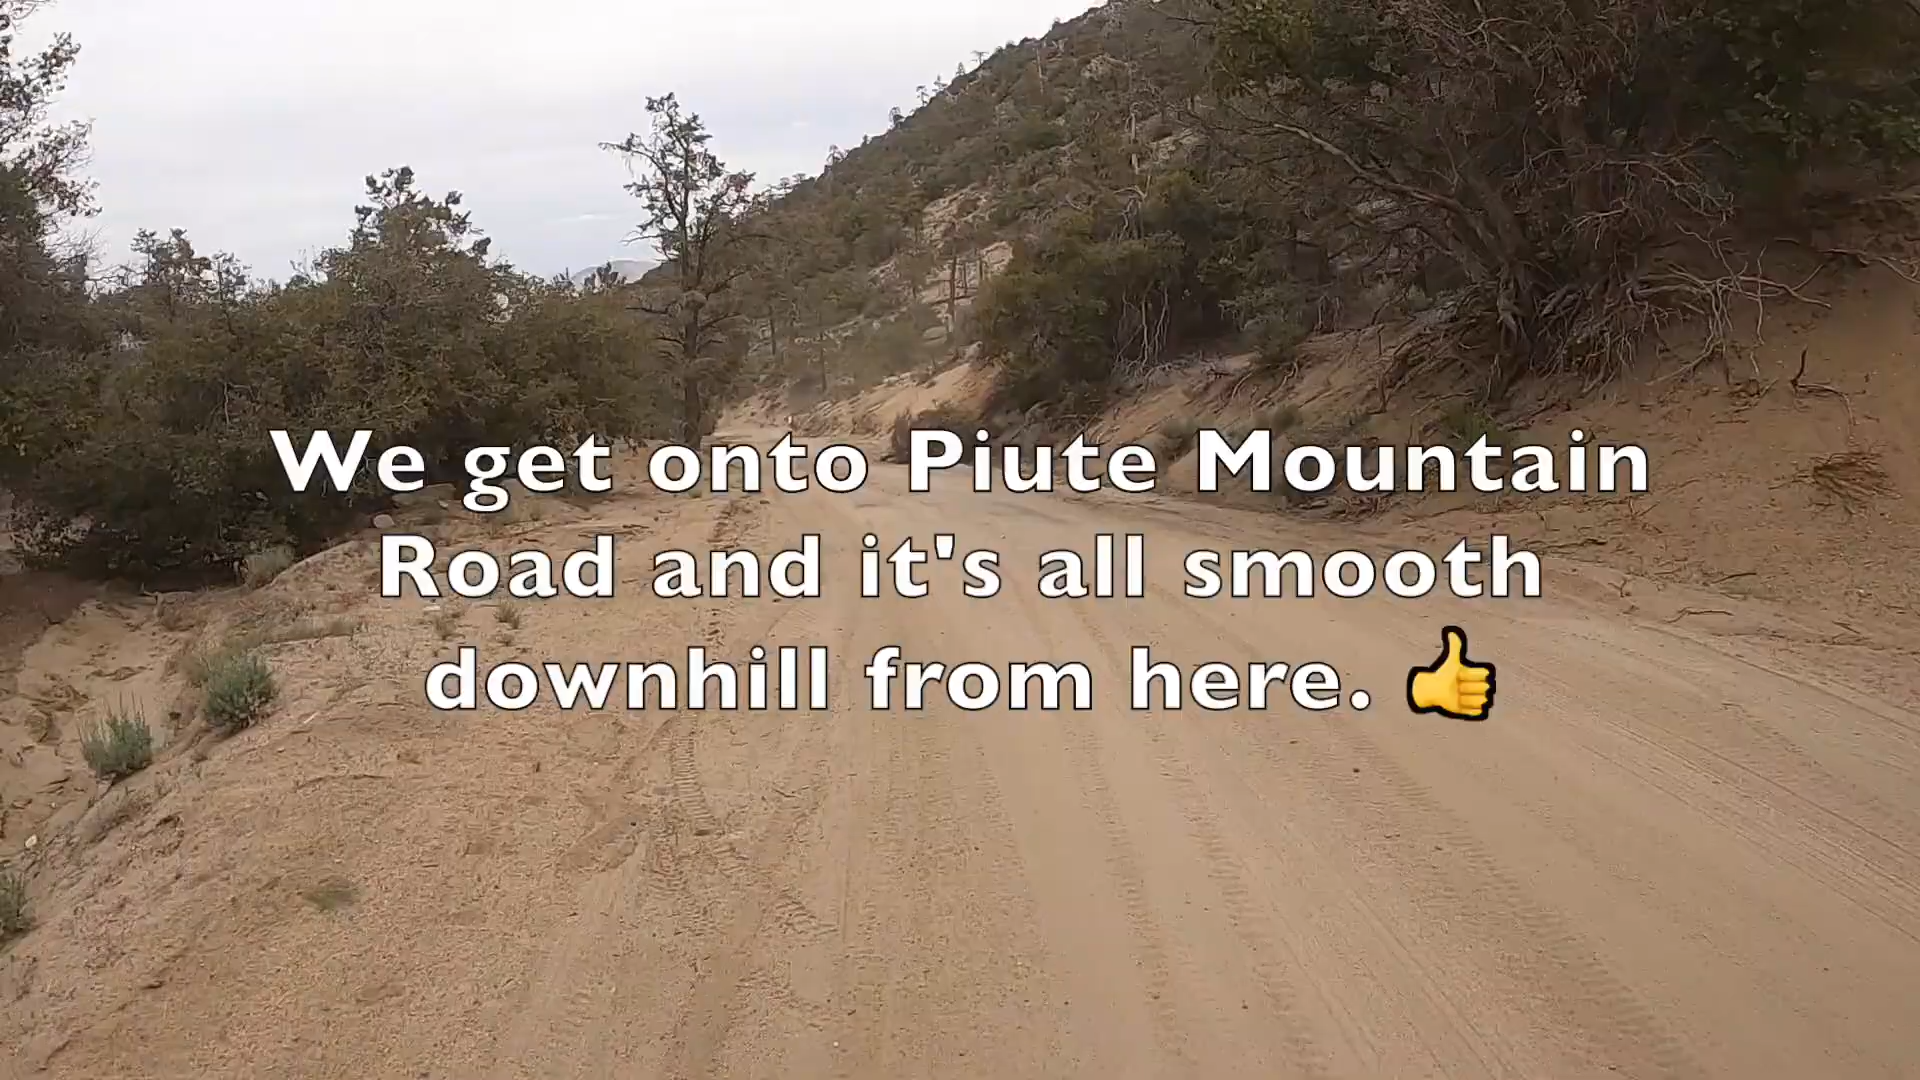 We get onto Piute Mountain
Road and it's all smooth
downhill from here. 👍